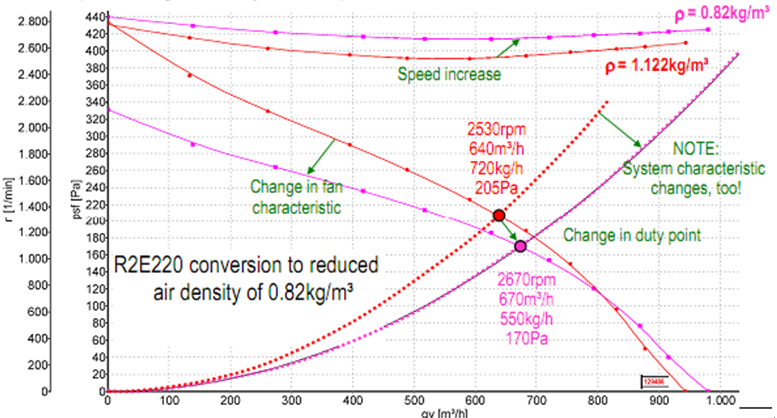 ρ = 0.82kg/m³
ρ = 1.122kg/m³
Speed increase
2530rpm
640m³/h
720kg/h
205Pa
NOTE:
System characteristic
changes, too!
Change in fan
characteristic
Change in duty point
R2E220 conversion to reduced
air density of 0.82kg/m³
2670rpm
670m³/h
550kg/h
170Pa
129486
r [1/min]
2.800
2.600
2.400
2.200
2.000
1.800
1.600
1.400
1.200
1.000
800
600
400
200
0
psf [Pa]
440
420
400
380
360
340
320
300
280
260
240
220
200
180
160
140
120
100
80
60
40
20
0
0 100 200 300 400 500 600 700 800 900 1.000
qv [m³/h]